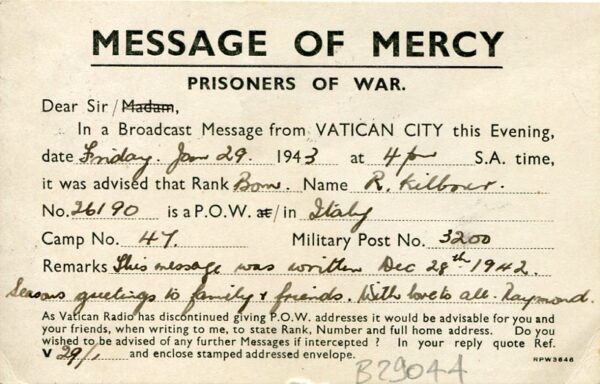 MESSAGE OF MERCY
PRISONERS OF WAR.
Dear Sir / Madam,
In a Broadcast Message from VATICAN CITY this Evening,
date Friday. Jan 29. 1943 at 4 pm S.A. time,
it was advised that Rank Bom. Name R. Kilbour.
No. 26190 is a P.O.W. at / in Italy
Camp No. 47. Military Post No. 3200
Remarks This message was written Dec 28th 1942.
Seasons greetings to family & friends. With love to all. Raymond.
As Vatican Radio has discontinued giving P.O.W. addresses it would be advisable for you and
your friends, when writing to me, to state Rank, Number and full home address. Do you
wished to be advised of any further Messages if intercepted ? In your reply quote Ref.
V 29/1 and enclose stamped addressed envelope.
RPW3646
B29044